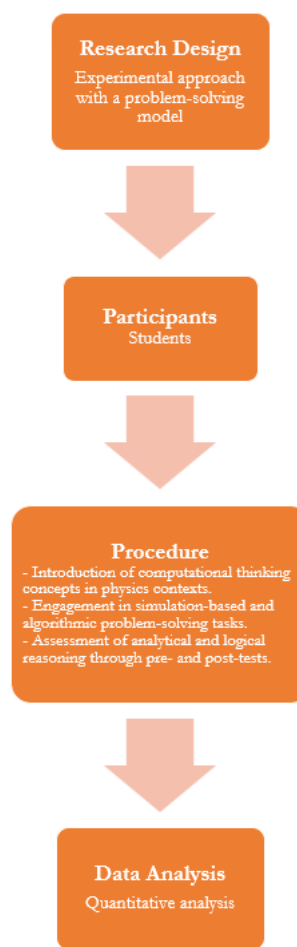 Research Design
Experimental approach
with a problem-solving
model
Participants
Students
Procedure
- Introduction of computational thinking
concepts in physics contexts.
- Engagement in simulation-based and
algorithmic problem-solving tasks.
- Assessment of analytical and logical
reasoning through pre- and post-tests.
Data Analysis
Quantitative analysis